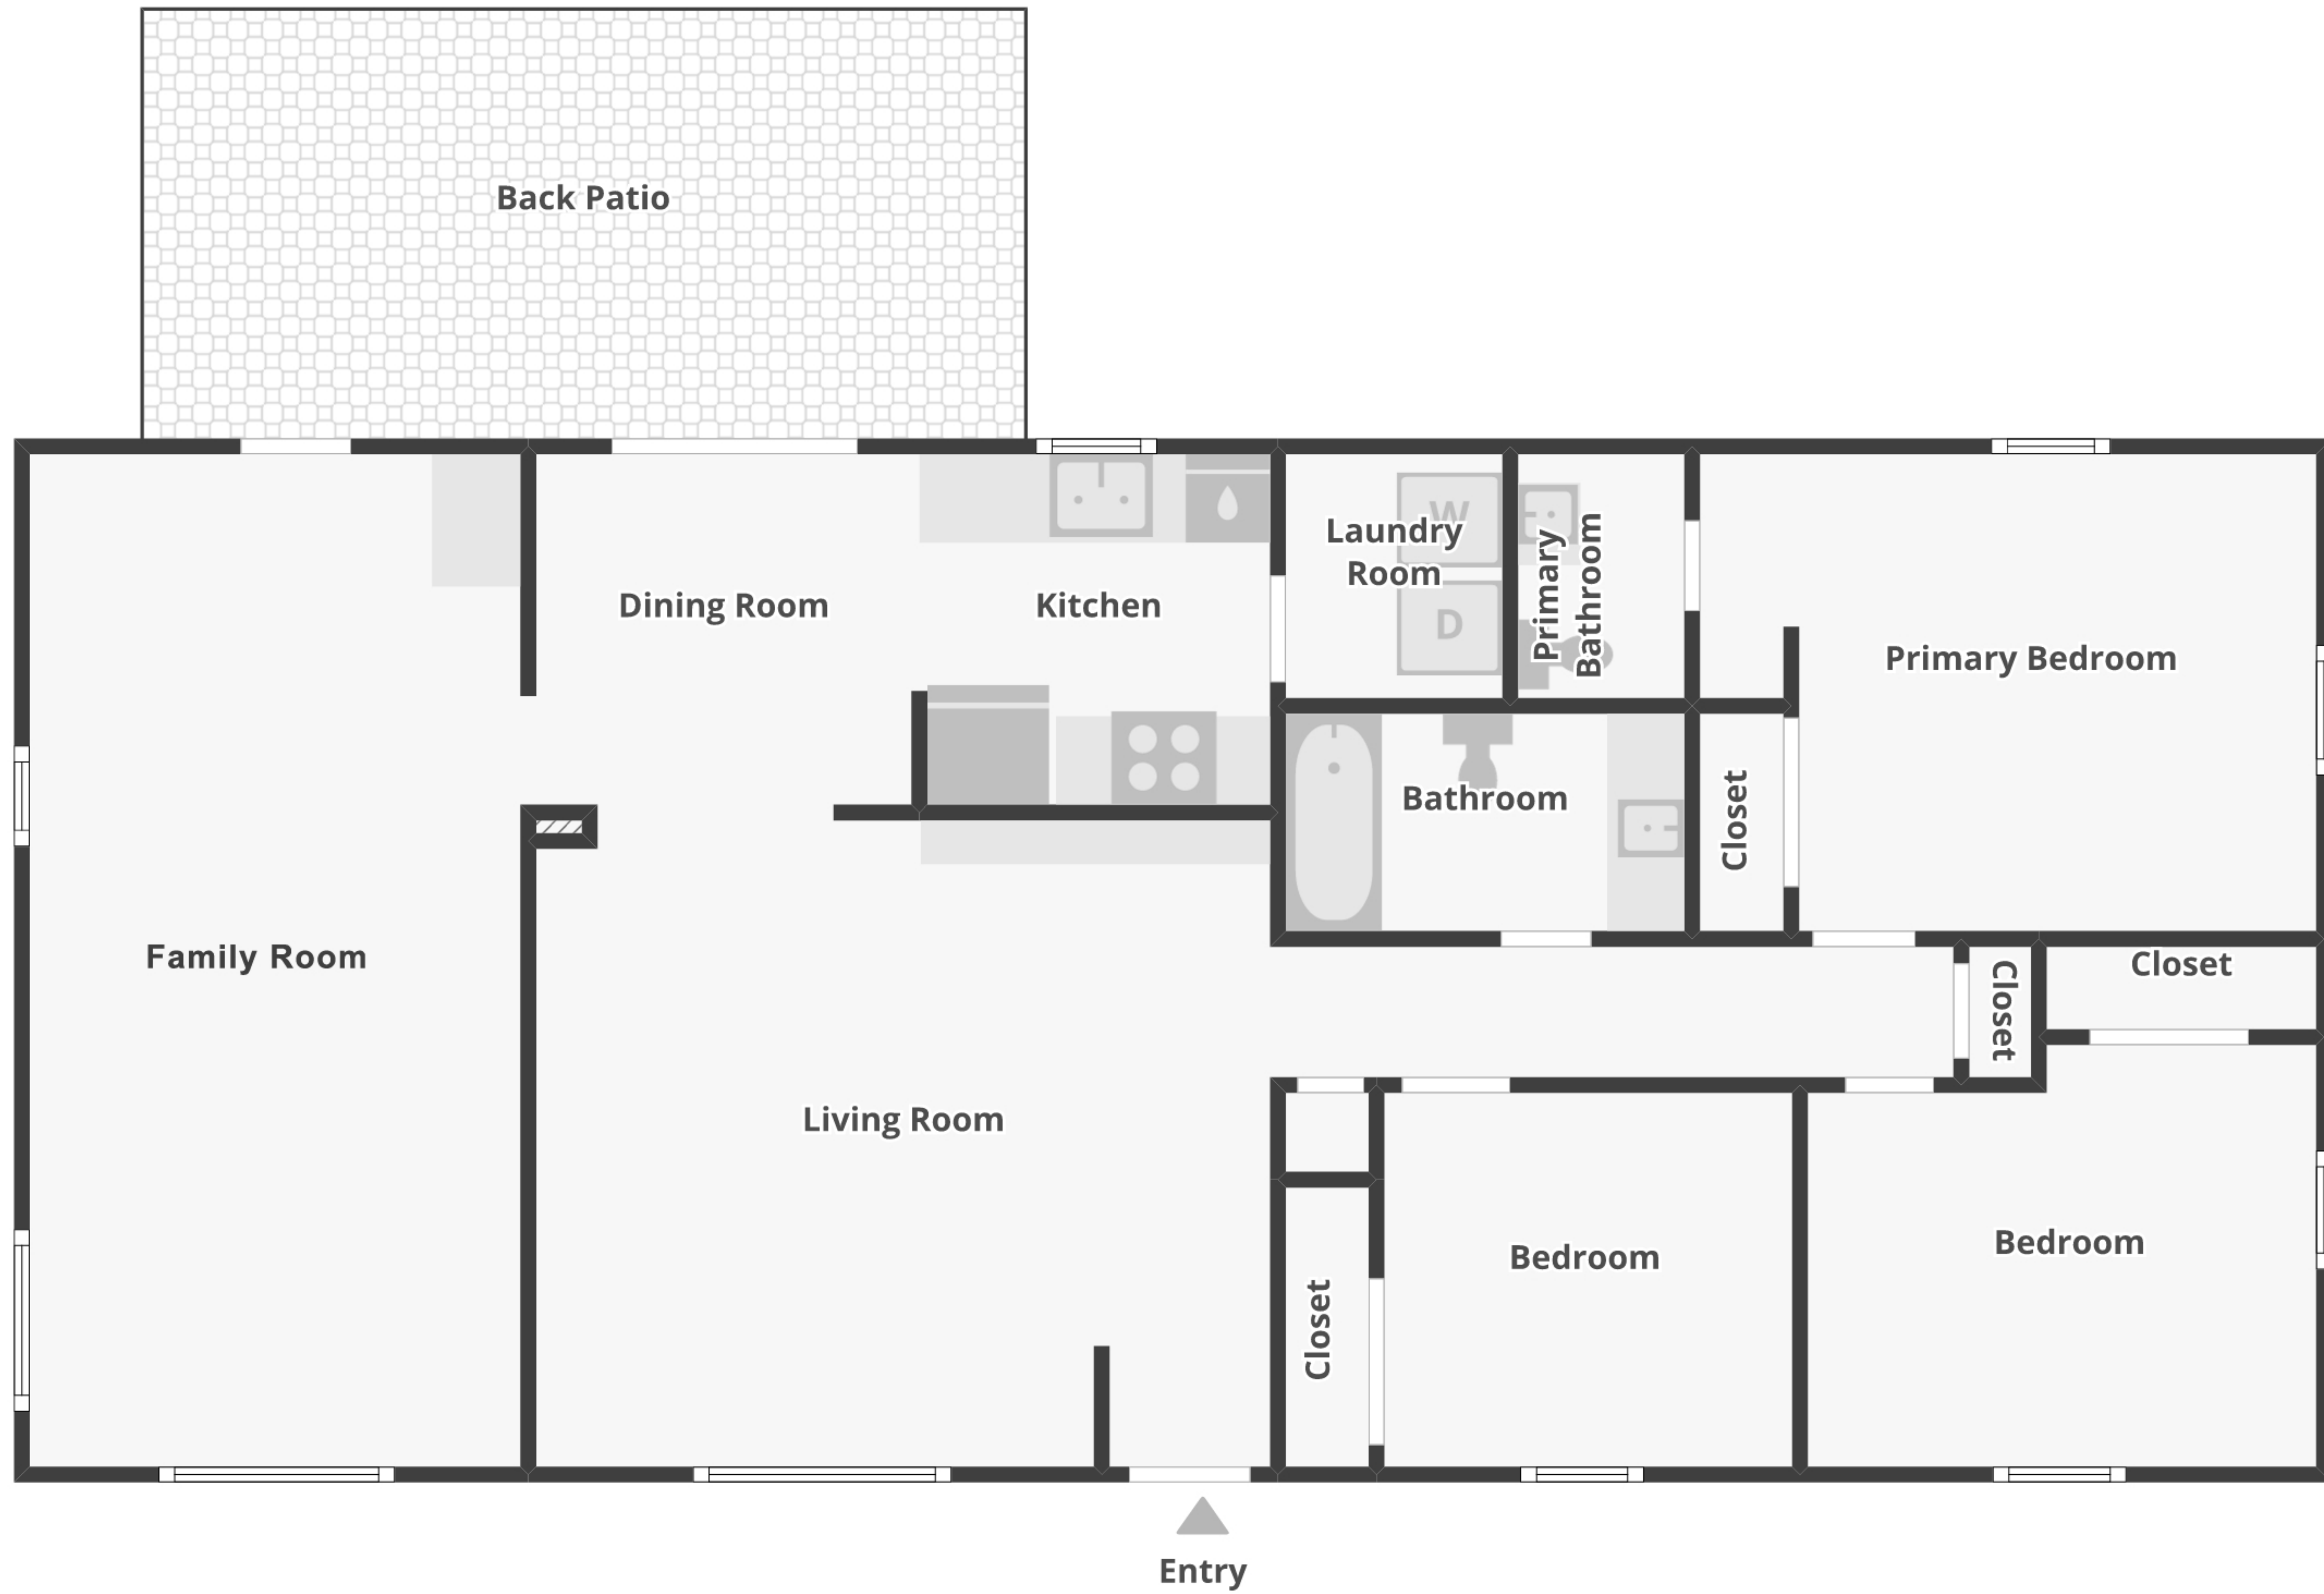 Back Patio
Laundry
Room
W
D
Primary
Bathroom
Dining Room
Kitchen
Primary Bedroom
Bathroom
Closet
Family Room
Closet
Closet
Living Room
Bedroom
Bedroom
Closet
Entry